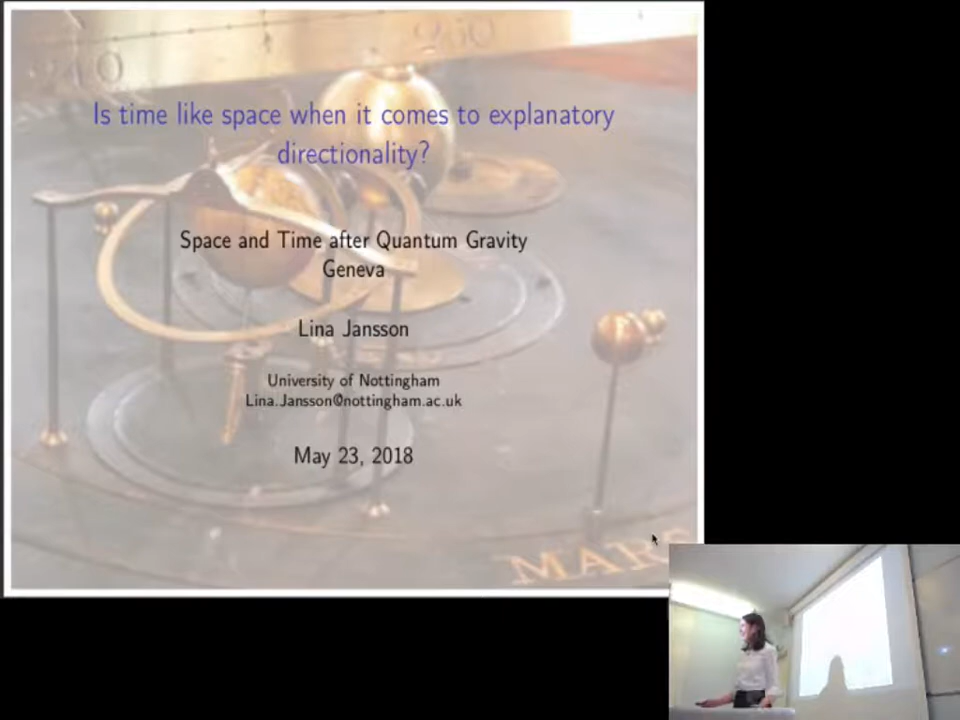 Is time like space when it comes to explanatory
directionality?
Space and Time after Quantum Gravity
Geneva
Lina Jansson
University of Nottingham
Lina.Jansson@nottingham.ac.uk
May 23, 2018